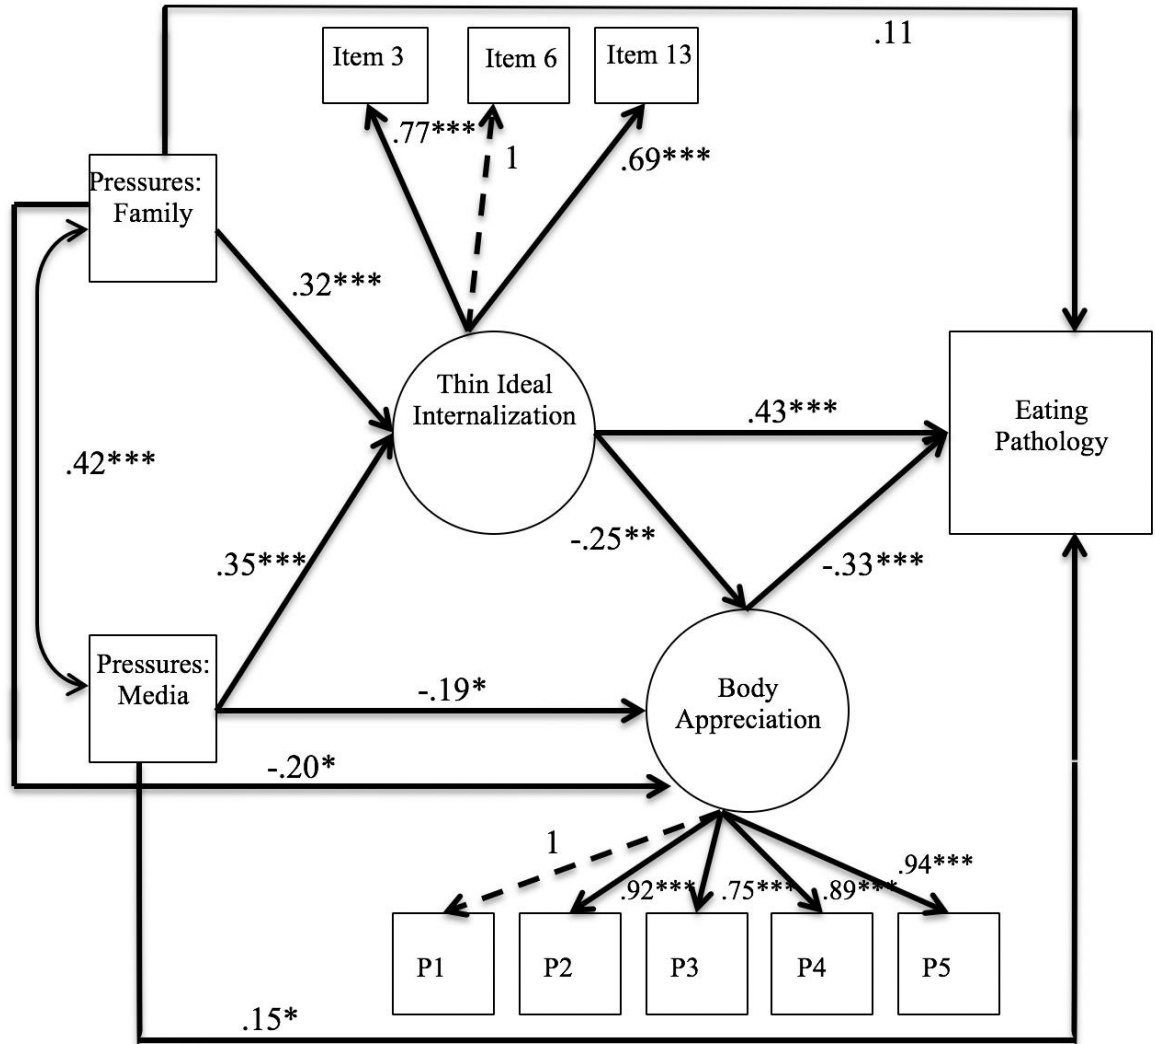 .11
Item 3
Item 6
Item 13
.77***
1
.69***
Pressures:
Family
.32***
Thin Ideal
Internalization
.43***
Eating
Pathology
.42***
-.25**
-.33***
.35***
Pressures:
Media
-.19*
Body
Appreciation
-.20*
1
.92***
.75***
.89***
.94***
P1
P2
P3
P4
P5
.15*